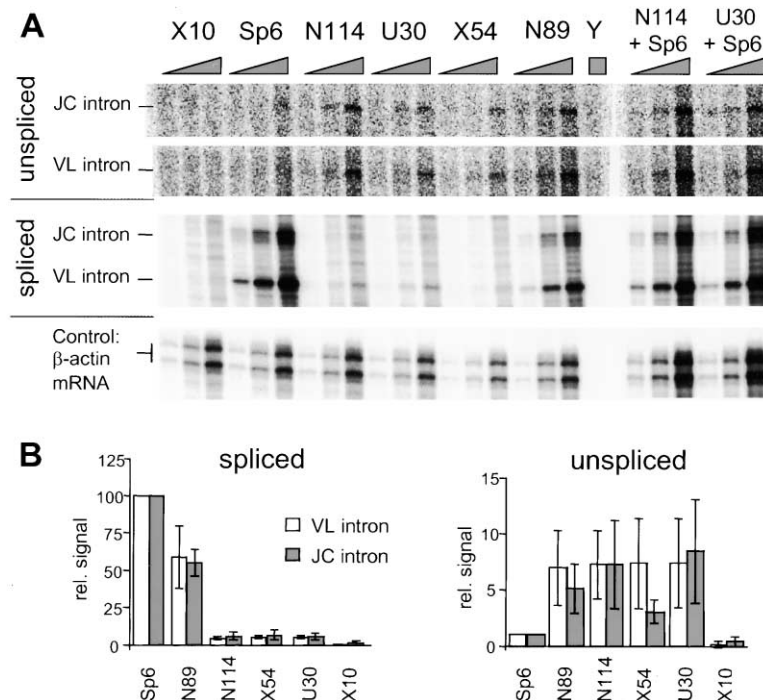 A
X10 Sp6 N114 U30 X54 N89 Y N114 + Sp6 U30 + Sp6
unspliced
JC intron
VL intron
spliced
JC intron
VL intron
Control:
β-actin
mRNA
B
spliced
rel. signal
125
100
75
50
25
0
VL intron
JC intron
Sp6 N89 N114 X54 U30 X10
unspliced
rel. signal
15
10
5
0
Sp6 N89 N114 X54 U30 X10